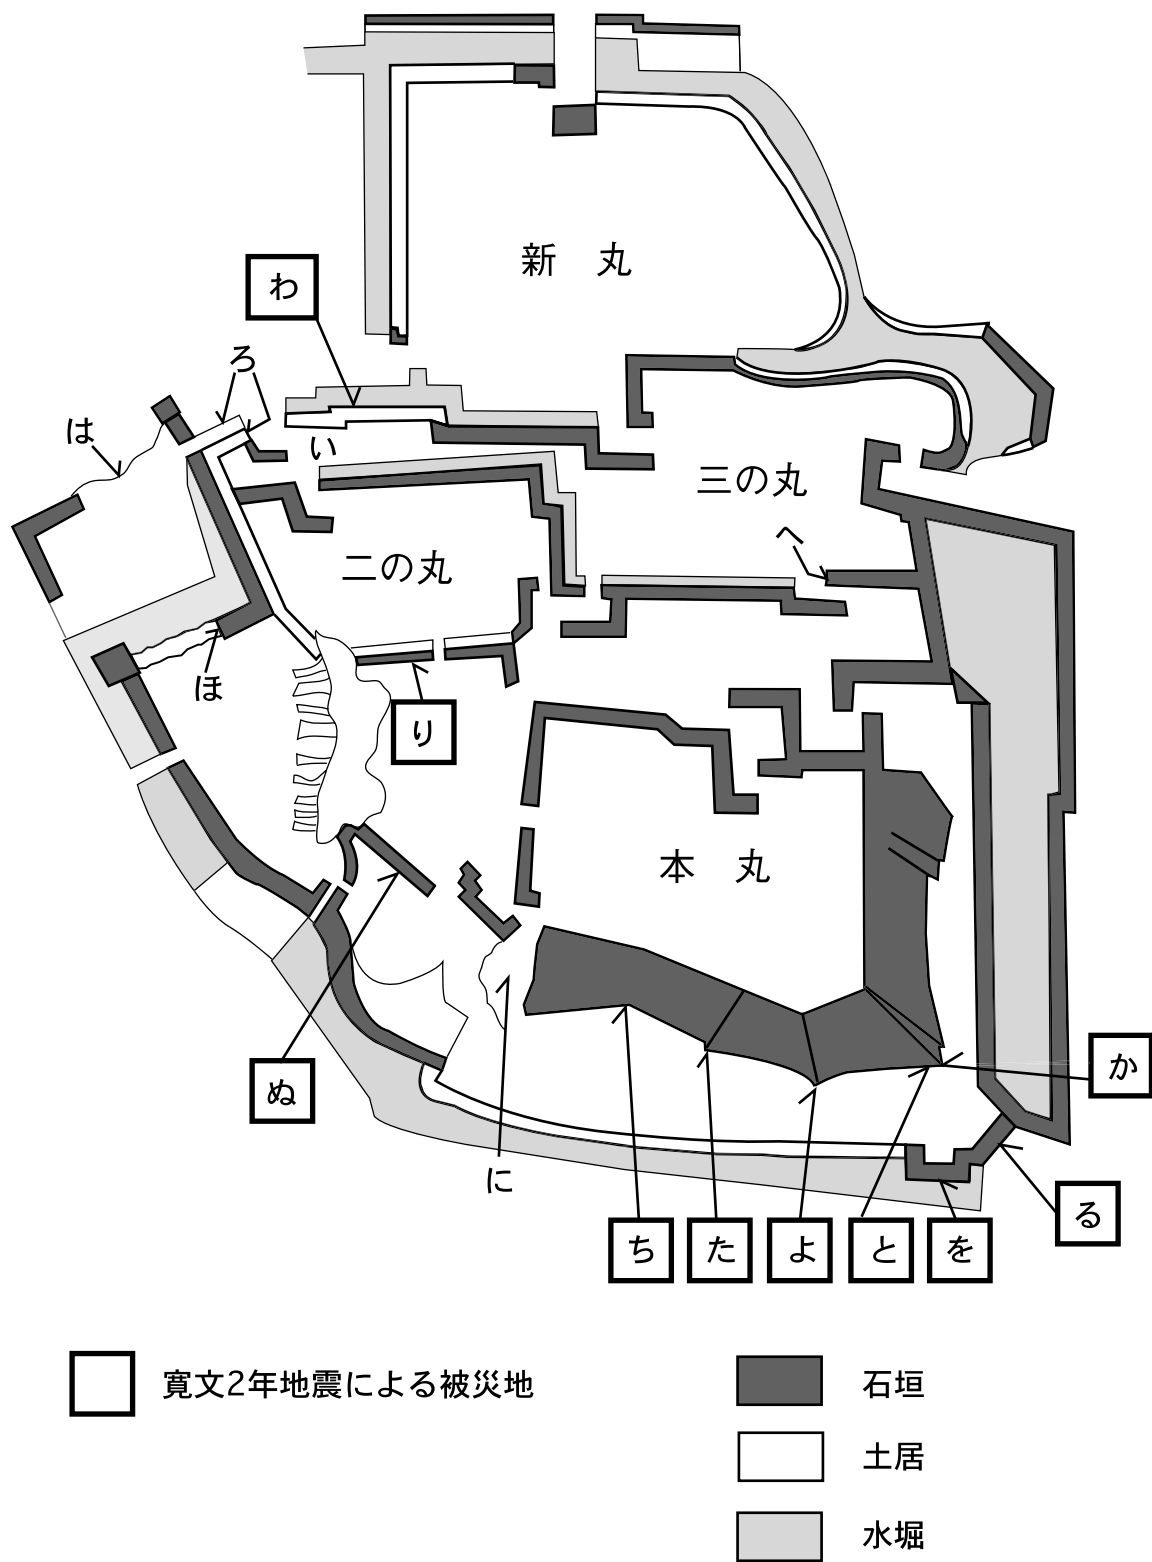 新 丸
わ
ろ
は
い
三の丸
へ
二の丸
ほ
り
本 丸
か
ぬ
に
る
ち
た
よ
と
を
寛文2年地震による被災地
石垣
土居
水堀